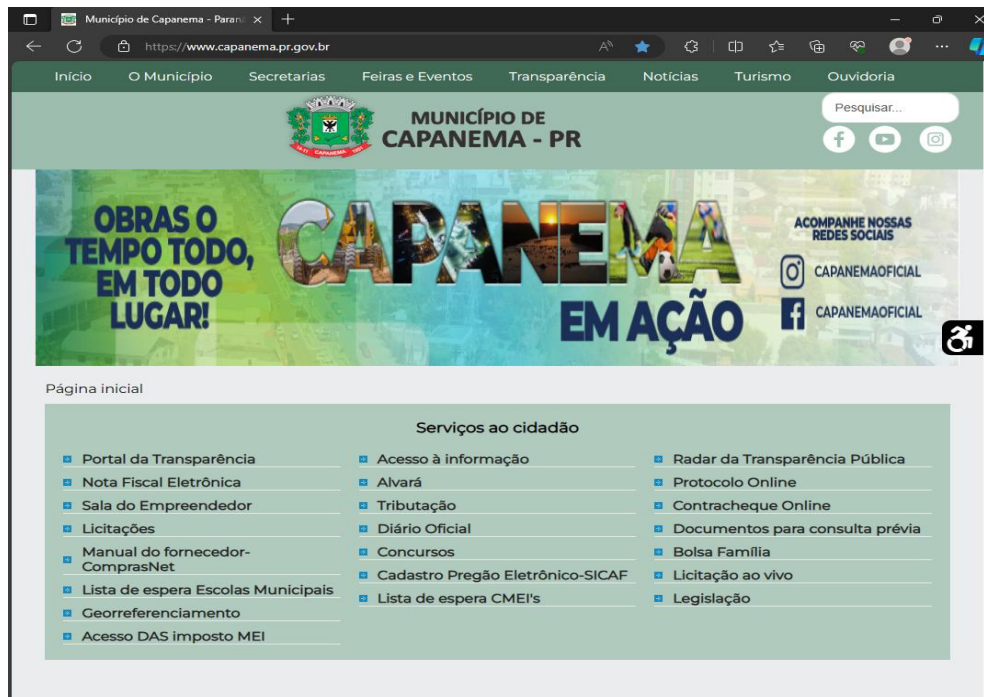 Município de Capanema - Paraná
https://www.capanema.pr.gov.br
Início O Município Secretarias Feiras e Eventos Transparência Notícias Turismo Ouvidoria
MUNICÍPIO DE
CAPANEMA - PR
Pesquisar...
OBRAS O
TEMPO TODO,
EM TODO
LUGAR!
CAPANEMA
EM AÇÃO
ACOMPANHE NOSSAS
REDES SOCIAIS
CAPANEMAOFICIAL
CAPANEMAOFICIAL
Página inicial
Serviços ao cidadão
Portal da Transparência
Nota Fiscal Eletrônica
Sala do Empreendedor
Licitações
Manual do fornecedor-
ComprasNet
Lista de espera Escolas Municipais
Georreferenciamento
Acesso DAS imposto MEI
Acesso à informação
Alvará
Tributação
Diário Oficial
Concursos
Cadastro Pregão Eletrônico-SICAF
Lista de espera CMEI's
Radar da Transparência Pública
Protocolo Online
Contracheque Online
Documentos para consulta prévia
Bolsa Família
Licitação ao vivo
Legislação